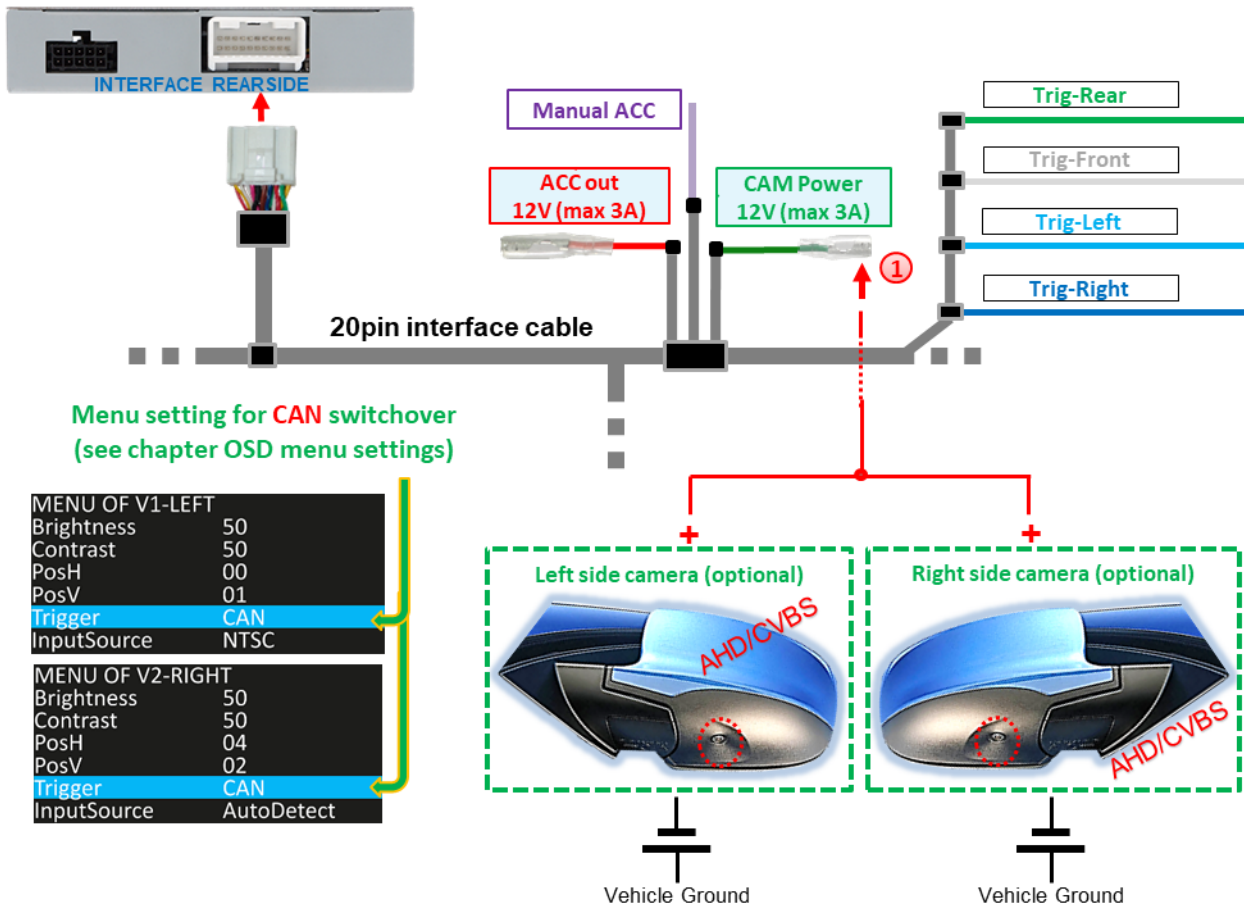 INTERFACE REARSIDE
Manual ACC
ACC out
12V (max 3A)
CAM Power
12V (max 3A)
Trig-Rear
Trig-Front
Trig-Left
Trig-Right
1
20pin interface cable
Menu setting for CAN switchover
(see chapter OSD menu settings)
MENU OF V1-LEFT
Brightness 50
Contrast 50
PosH 00
PosV 01
Trigger CAN
InputSource NTSC
MENU OF V2-RIGHT
Brightness 50
Contrast 50
PosH 04
PosV 02
Trigger CAN
InputSource AutoDetect
+
+
Left side camera (optional)
AHD/CVBS
Right side camera (optional)
AHD/CVBS
Vehicle Ground
Vehicle Ground